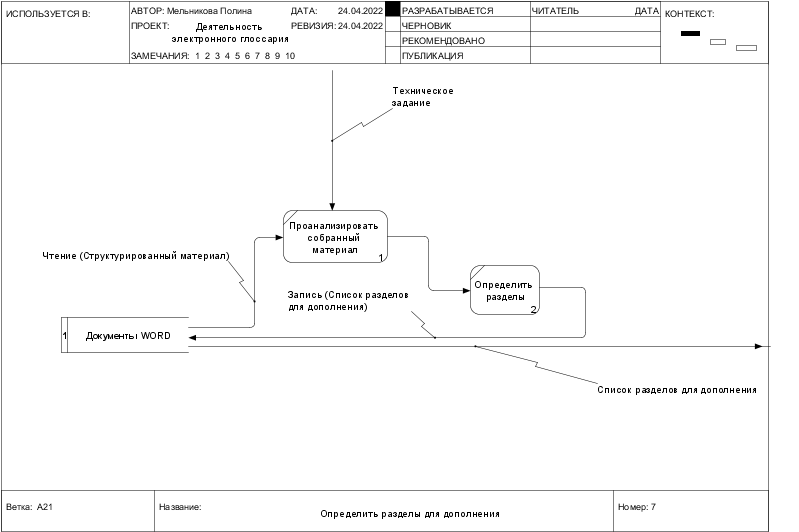 ИСПОЛЬЗУЕТСЯ В:
АВТОР: Мельникова Полина
ДАТА: 24.04.2022
ПРОЕКТ: Деятельность
электронного глоссария
РЕВИЗИЯ: 24.04.2022
ЗАМЕЧАНИЯ: 1 2 3 4 5 6 7 8 9 10
РАЗРАБАТЫВАЕТСЯ
ЧЕРНОВИК
РЕКОМЕНДОВАНО
ПУБЛИКАЦИЯ
ЧИТАТЕЛЬ ДАТА
КОНТЕКСТ:
Техническое
задание
Проанализировать
собранный
материал
1
Чтение (Структурированный материал)
Определить
разделы
2
Запись (Список разделов
для дополнения)
1 Документы WORD
Список разделов для дополнения
Ветка: A21
Название:
Определить разделы для дополнения
Номер: 7